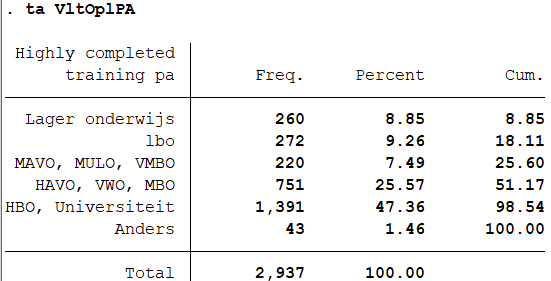 . ta VltOplPA
Highly completed
training pa Freq. Percent Cum.
Lager onderwijs 260 8.85 8.85
lbo 272 9.26 18.11
MAVO, MULO, VMBO 220 7.49 25.60
HAVO, VWO, MBO 751 25.57 51.17
HBO, Universiteit 1,391 47.36 98.54
Anders 43 1.46 100.00
Total 2,937 100.00